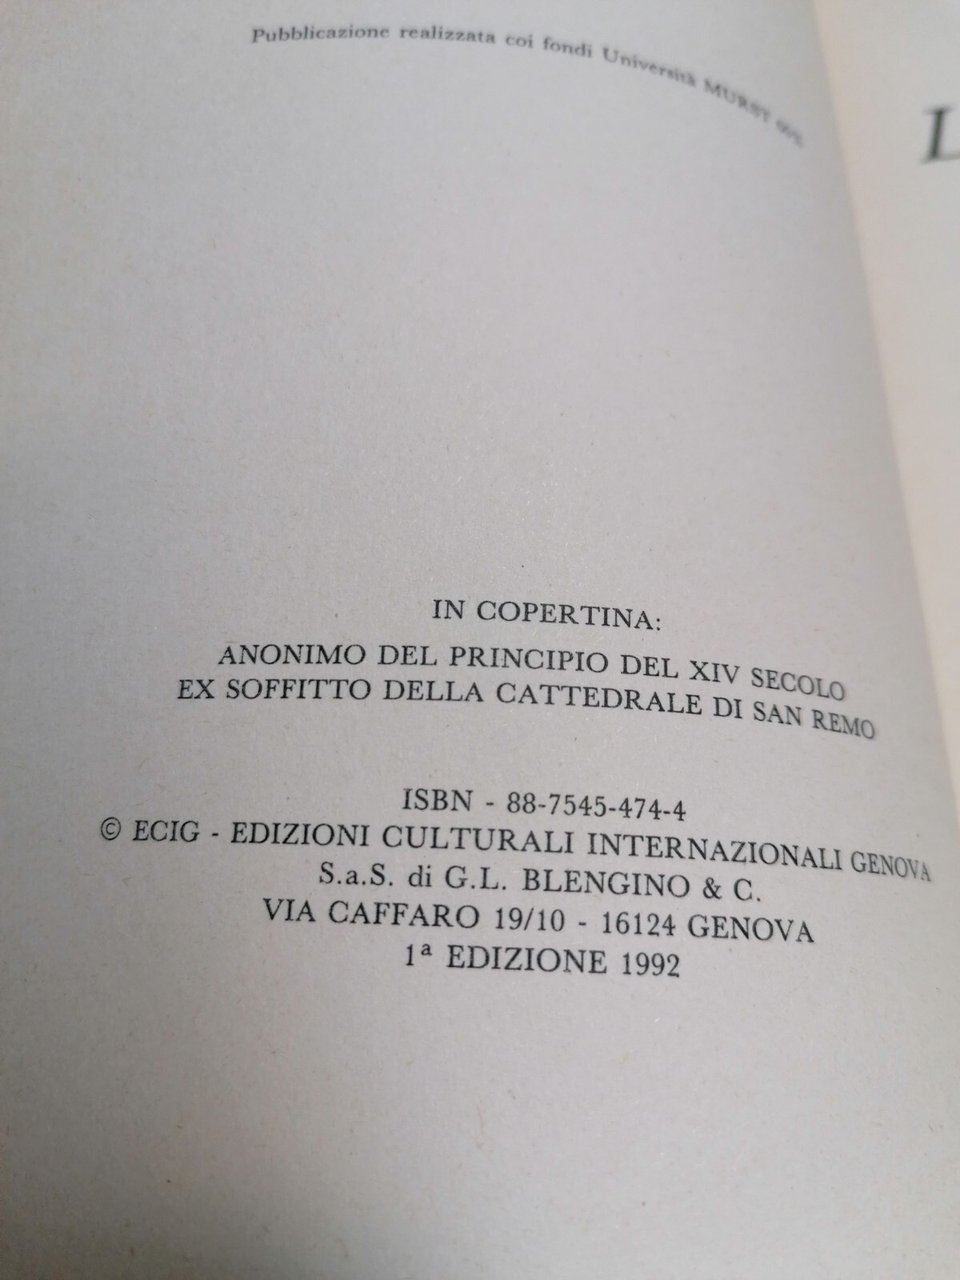 Pubblicazione realizzata coi fondi Università MURST 60%
L
IN COPERTINA:
ANONIMO DEL PRINCIPIO DEL XIV SECOLO
EX SOFFITTO DELLA CATTEDRALE DI SAN REMO
ISBN - 88-7545-474-4
© ECIG - EDIZIONI CULTURALI INTERNAZIONALI GENOVA
S.a.S. di G.L. BLENGINO & C.
VIA CAFFARO 19/10 - 16124 GENOVA
1ª EDIZIONE 1992